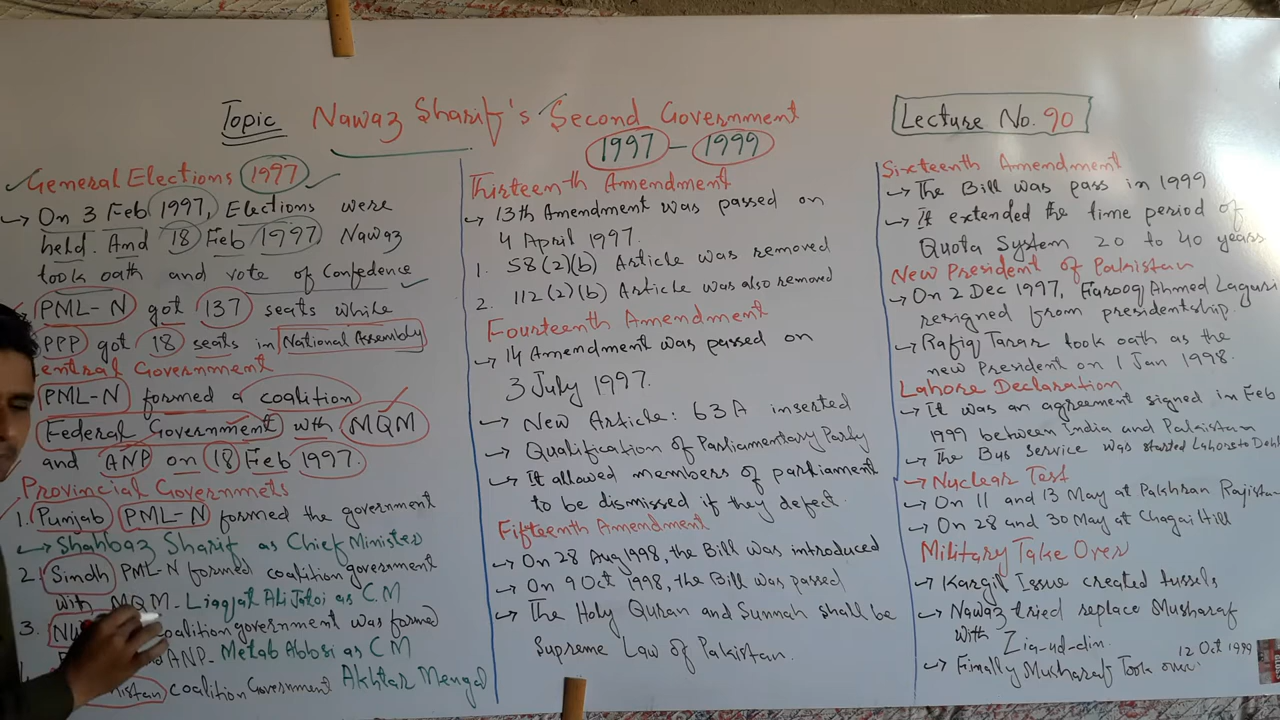 Topic Nawaz Sharif's Second Government
1997 - 1999
Lecture No. 90
General Elections 1997
→ On 3 Feb 1997, Elections were
held. And 18 Feb 1997 Nawaz
took oath and vote of Confedence
PML-N got 137 seats while
PPP got 18 seats in National Assembly
entral Government
PML-N formed a coalition
Federal Government with MQM
and ANP on 18 Feb 1997.
Provincial Governmets
1. Punjab PML-N formed the government
→ Shahbaz Sharif as Chief Minister
2. Sindh PML-N formed coalition government
with MQM - Liaqat Ali Jatoi as C.M
3. coalition government was formed
ANP - Metab Abbosi as CM
istan coalition Government Akhtar Mengal
Thirteenth Amendment
→ 13th Amendment was passed on
4 April 1997.
1. 58(2)(b) Article was removed
2. 112(2)(b) Article was also removed
Fourteenth Amendment
→ 14 Amendment was passed on
3 July 1997.
→ New Article: 63A inserted
→ Qualification of Parliamentary Party
→ It allowed members of parliament
to be dismissed if they defect.
Fifteenth Amendment
→ On 28 Aug 1998, the Bill was introduced
→ On 9 Oct 1998, the Bill was passed
→ The Holy Quran and Sunnah shall be
Supreme Law of Pakistan.
Sixteenth Amendment
→ The Bill was pass in 1999
→ It extended the time period of
Quota System 20 to 40 years
New President of Pakistan
→ On 2 Dec 1997, Farooq Ahmed Lagari
resigned from presidentship.
→ Rafiq Tarar took oath as the
new President on 1 Jan 1998.
Lahore Declaration
→ It was an agreement signed in Feb
1999 between India and Pakistan
→ The Bus Service was started Lahore to Dehl
→ Nuclear Test
→ On 11 and 13 May at Pakhran Rajistan
→ On 28 and 30 May at Chagai Hill
Military Take Over
→ Kargil Issue created tussels
→ Nawaz tried replace Musharaf
with Zia-ud-din.
→ Finally Musharaf Took over 12 Oct 1999